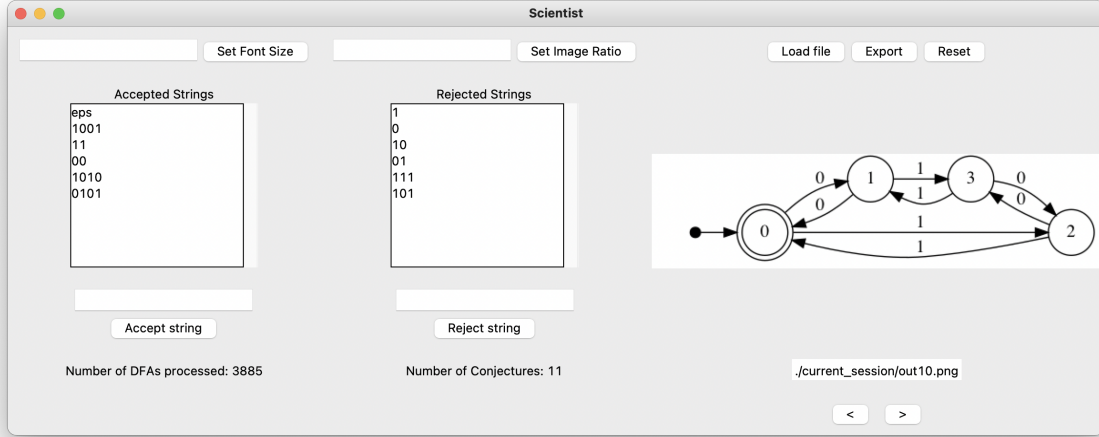 Scientist
Set Font Size
Set Image Ratio
Load file
Export
Reset
Accepted Strings
eps
1001
11
00
1010
0101
Rejected Strings
1
0
10
01
111
101
0
1
0
1
3
0
1
0
0
1
2
1
Accept string
Reject string
Number of DFAs processed: 3885
Number of Conjectures: 11
./current_session/out10.png
<
>